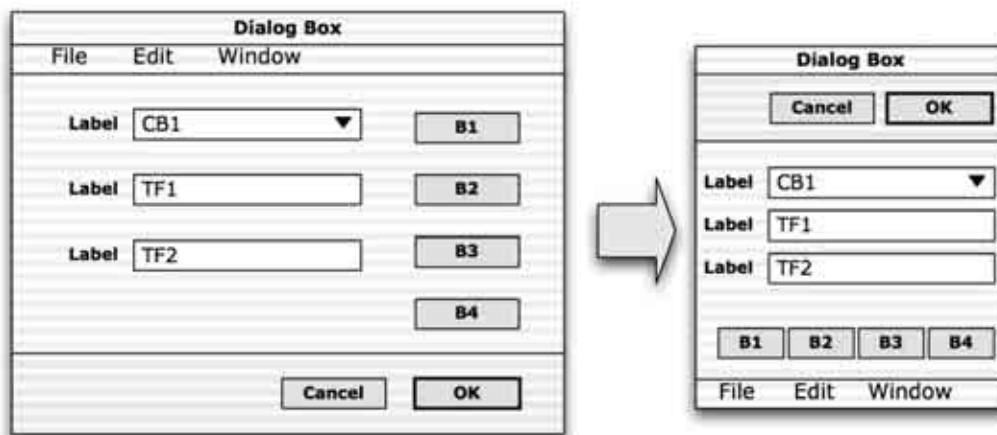 Dialog Box
File Edit Window
Label CB1 B1
Label TF1 B2
Label TF2 B3
B4
Cancel OK
Dialog Box
Cancel OK
Label CB1
Label TF1
Label TF2
B1 B2 B3 B4
File Edit Window